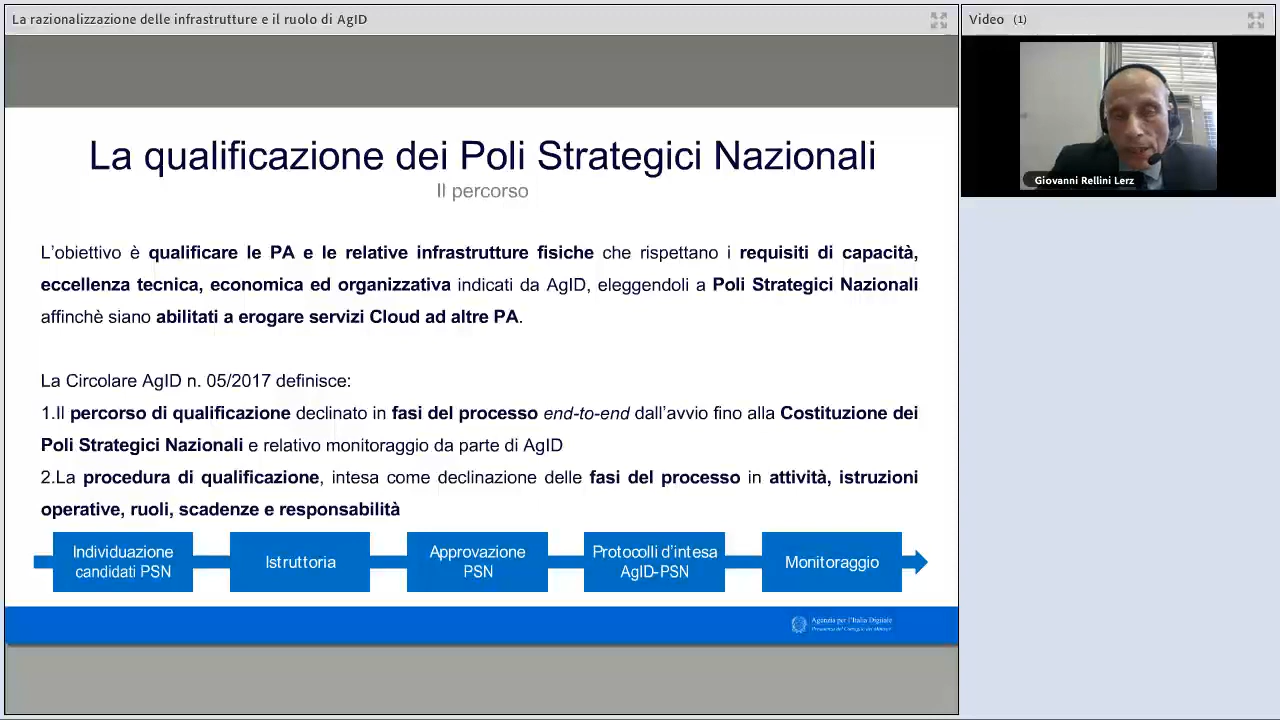 La razionalizzazione delle infrastrutture e il ruolo di AgID
Video (1)
Giovanni Rellini Lerz
La qualificazione dei Poli Strategici Nazionali
Il percorso
L’obiettivo è qualificare le PA e le relative infrastrutture fisiche che rispettano i requisiti di capacità,
eccellenza tecnica, economica ed organizzativa indicati da AgID, eleggendoli a Poli Strategici Nazionali
affinchè siano abilitati a erogare servizi Cloud ad altre PA.
La Circolare AgID n. 05/2017 definisce:
1.Il percorso di qualificazione declinato in fasi del processo end-to-end dall’avvio fino alla Costituzione dei
Poli Strategici Nazionali e relativo monitoraggio da parte di AgID
2.La procedura di qualificazione, intesa come declinazione delle fasi del processo in attività, istruzioni
operative, ruoli, scadenze e responsabilità
Individuazione
candidati PSN
Istruttoria
Approvazione
PSN
Protocolli d’intesa
AgID-PSN
Monitoraggio
Agenzia per l’Italia Digitale
Presidenza del Consiglio dei Ministri